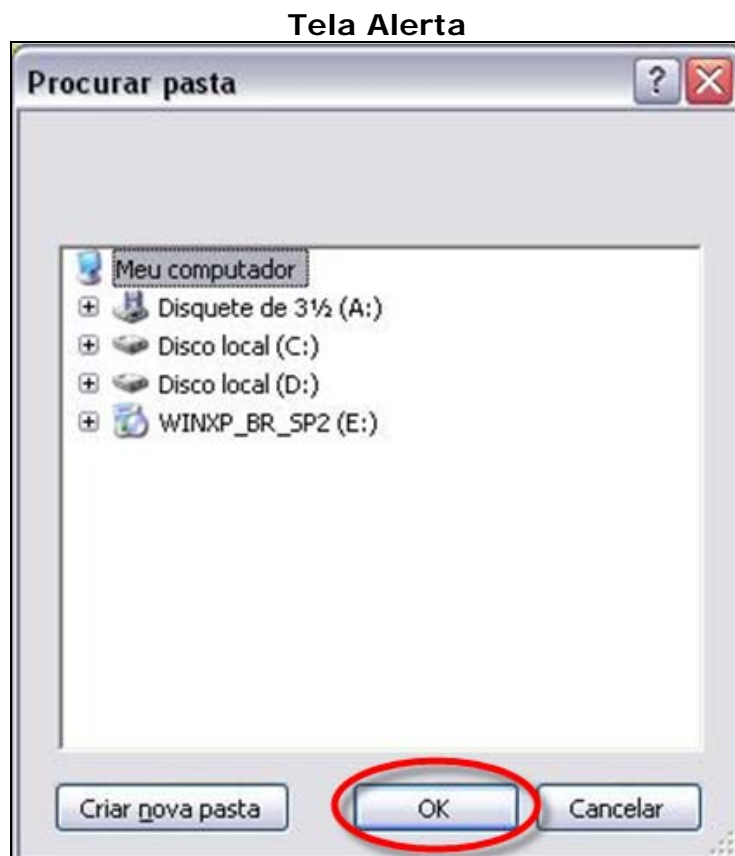 Tela Alerta
Procurar pasta
Meu computador
Disquete de 3½ (A:)
Disco local (C:)
Disco local (D:)
WINXP_BR_SP2 (E:)
Criar nova pasta OK Cancelar